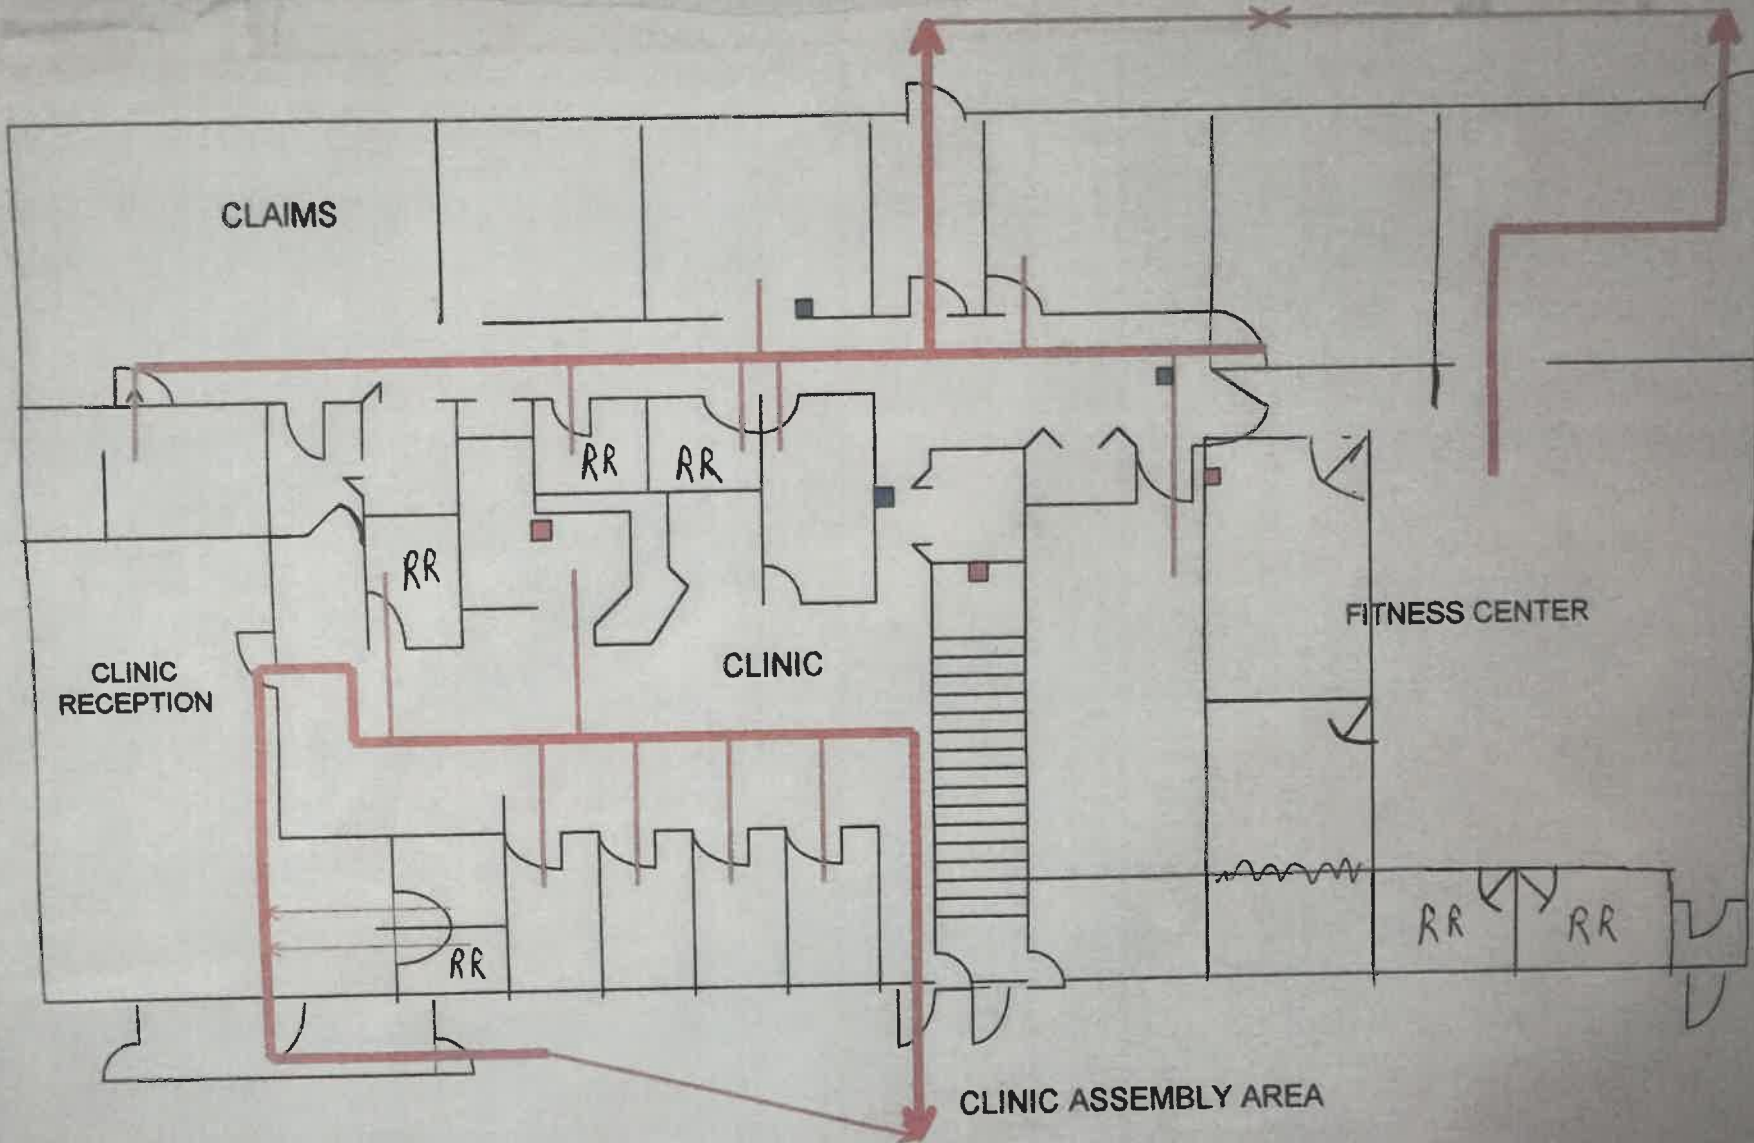 CLAIMS
RR
RR
RR
CLINIC
RECEPTION
CLINIC
FITNESS CENTER
RR
RR
RR
CLINIC ASSEMBLY AREA